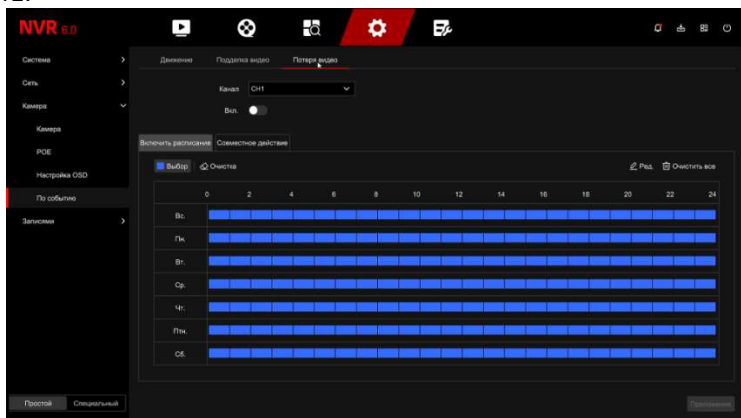 NVR 6.0
Система
Сеть
Камера
Камера
POE
Настройка OSD
По событию
Записями
Простой Специальный
Движение Подделка видео Потеря видео
Канал CH1
Вкл.
Включить расписание Совместное действие
Выбор Очистка Ред. Очистить все
0 2 4 6 8 10 12 14 16 18 20 22 24
Вс.
Пн.
Вт.
Ср.
Чт.
Птн.
Сб.